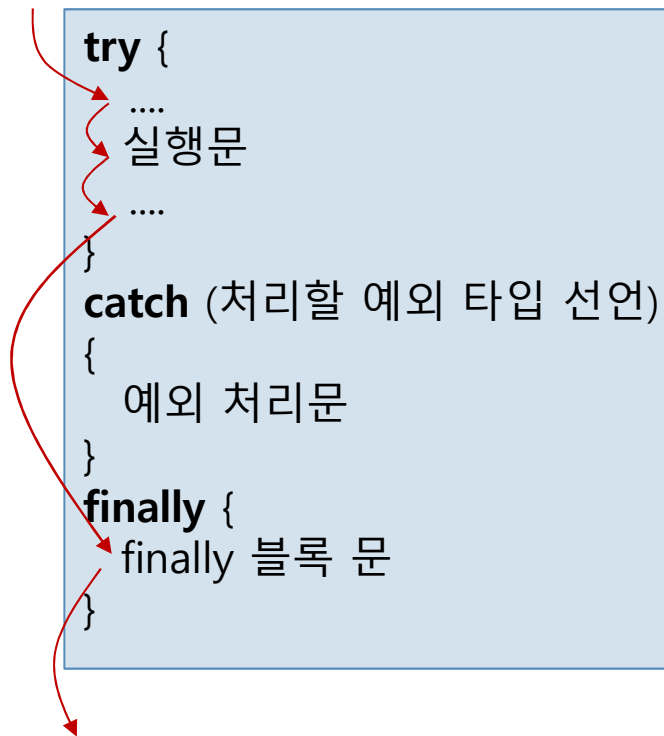 try {
....
실행문
....
}
catch (처리할 예외 타입 선언)
{
예외 처리문
}
finally {
finally 블록 문
}